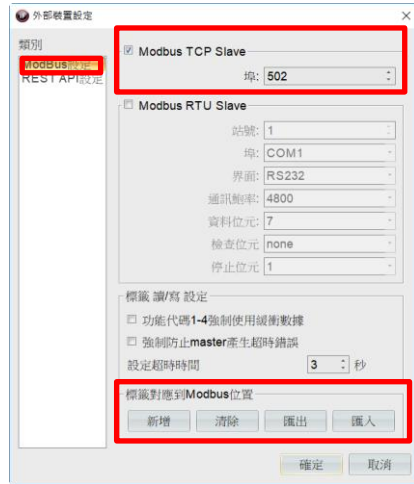 外部裝置設定
類別
ModBus設定
REST API設定
Modbus TCP Slave
埠: 502
Modbus RTU Slave
站號: 1
埠: COM1
界面: RS232
通訊鮑率: 4800
資料位元: 7
檢查位元 none
停止位元 1
標籤 讀/寫 設定
功能代碼1-4強制使用緩衝數據
強制防止master產生超時錯誤
設定超時時間 3 秒
標籤對應到Modbus位置
新增 清除 匯出 匯入
確定 取消